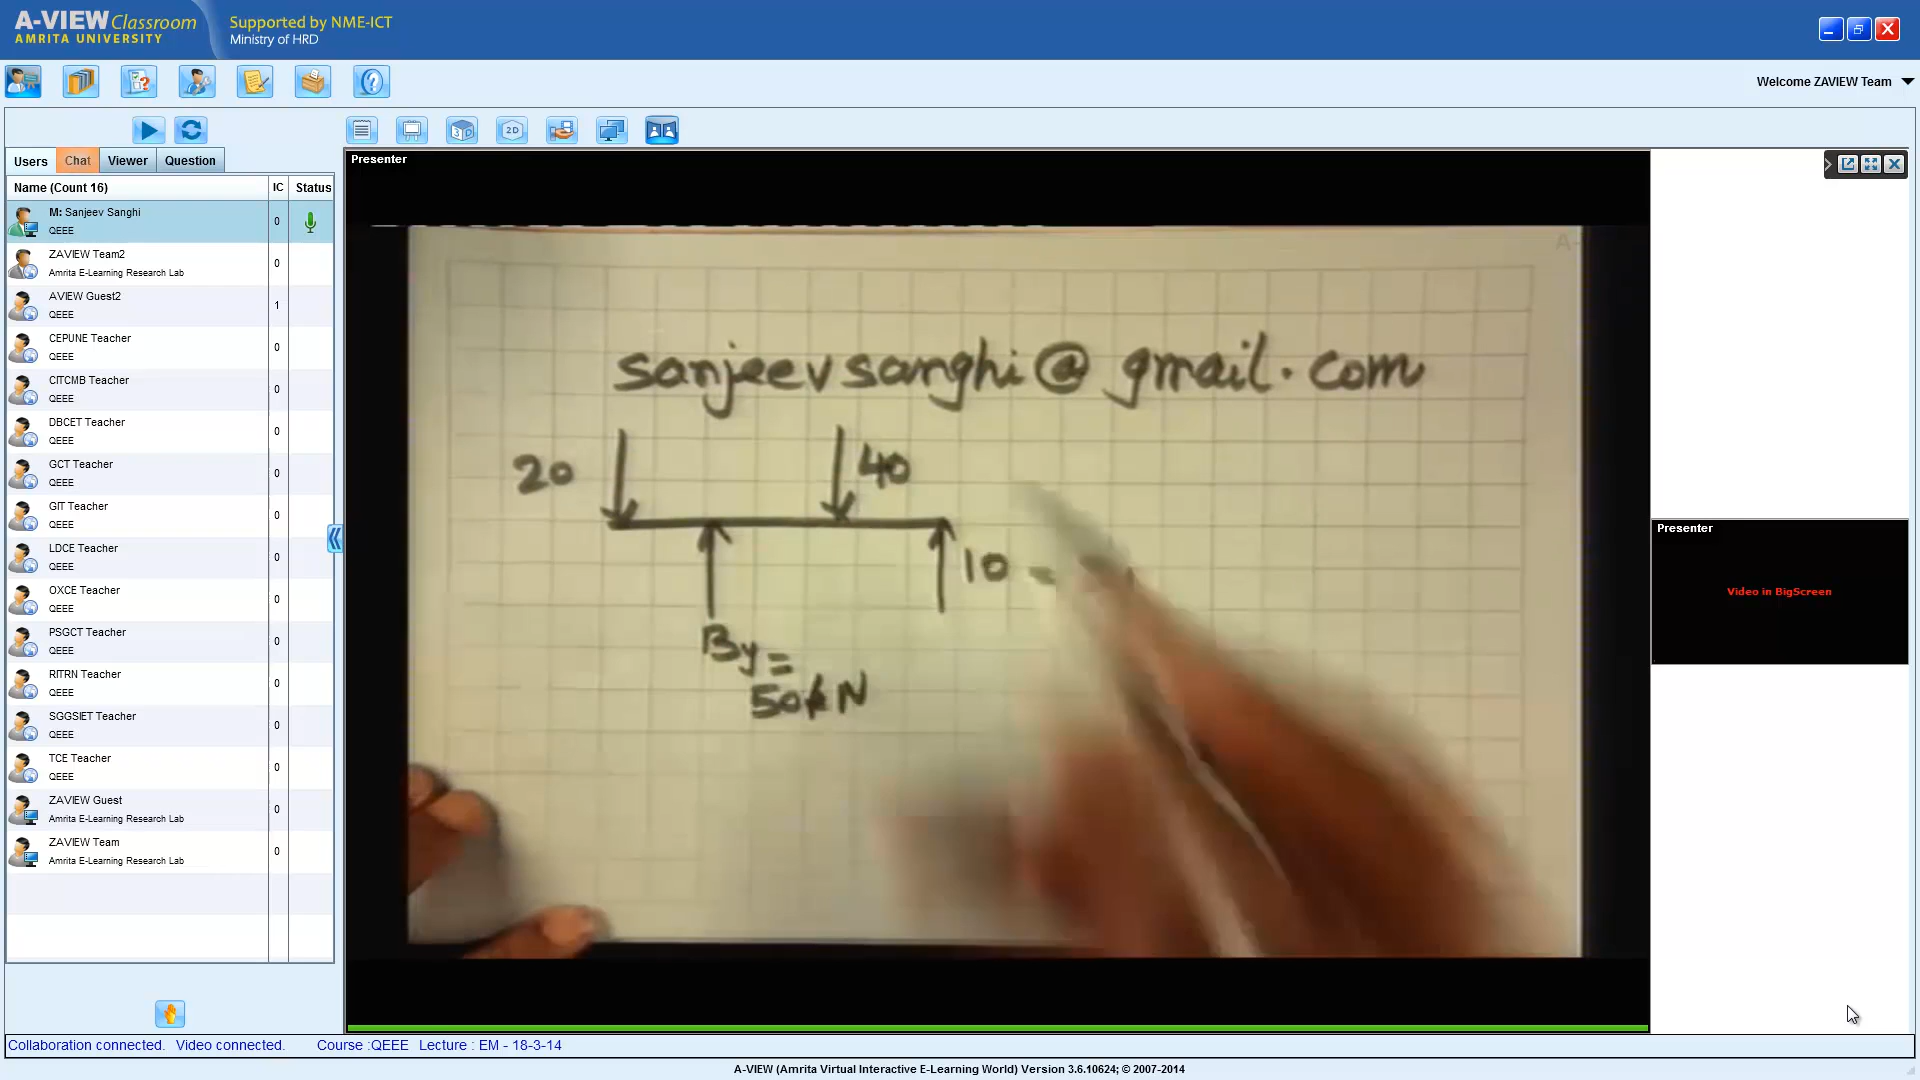 A-VIEW Classroom
AMRITA UNIVERSITY
Supported by NME-ICT
Ministry of HRD
Welcome ZAVIEW Team
3D
2D
Users Chat Viewer Question
Name (Count 16) IC Status
M: Sanjeev Sanghi
QEEE
0
ZAVIEW Team2
Amrita E-Learning Research Lab
0
AVIEW Guest2
QEEE
1
CEPUNE Teacher
QEEE
0
CITCMB Teacher
QEEE
0
DBCET Teacher
QEEE
0
GCT Teacher
QEEE
0
GIT Teacher
QEEE
0
LDCE Teacher
QEEE
0
OXCE Teacher
QEEE
0
PSGCT Teacher
QEEE
0
RITRN Teacher
QEEE
0
SGGSIET Teacher
QEEE
0
TCE Teacher
QEEE
0
ZAVIEW Guest
Amrita E-Learning Research Lab
0
ZAVIEW Team
Amrita E-Learning Research Lab
0
Presenter
sanjeevsanghi@gmail.com
20
40
10
By =
50kN
Presenter
Video in BigScreen
Collaboration connected. Video connected. Course :QEEE Lecture : EM - 18-3-14
A-VIEW (Amrita Virtual Interactive E-Learning World) Version 3.6.10624; © 2007-2014